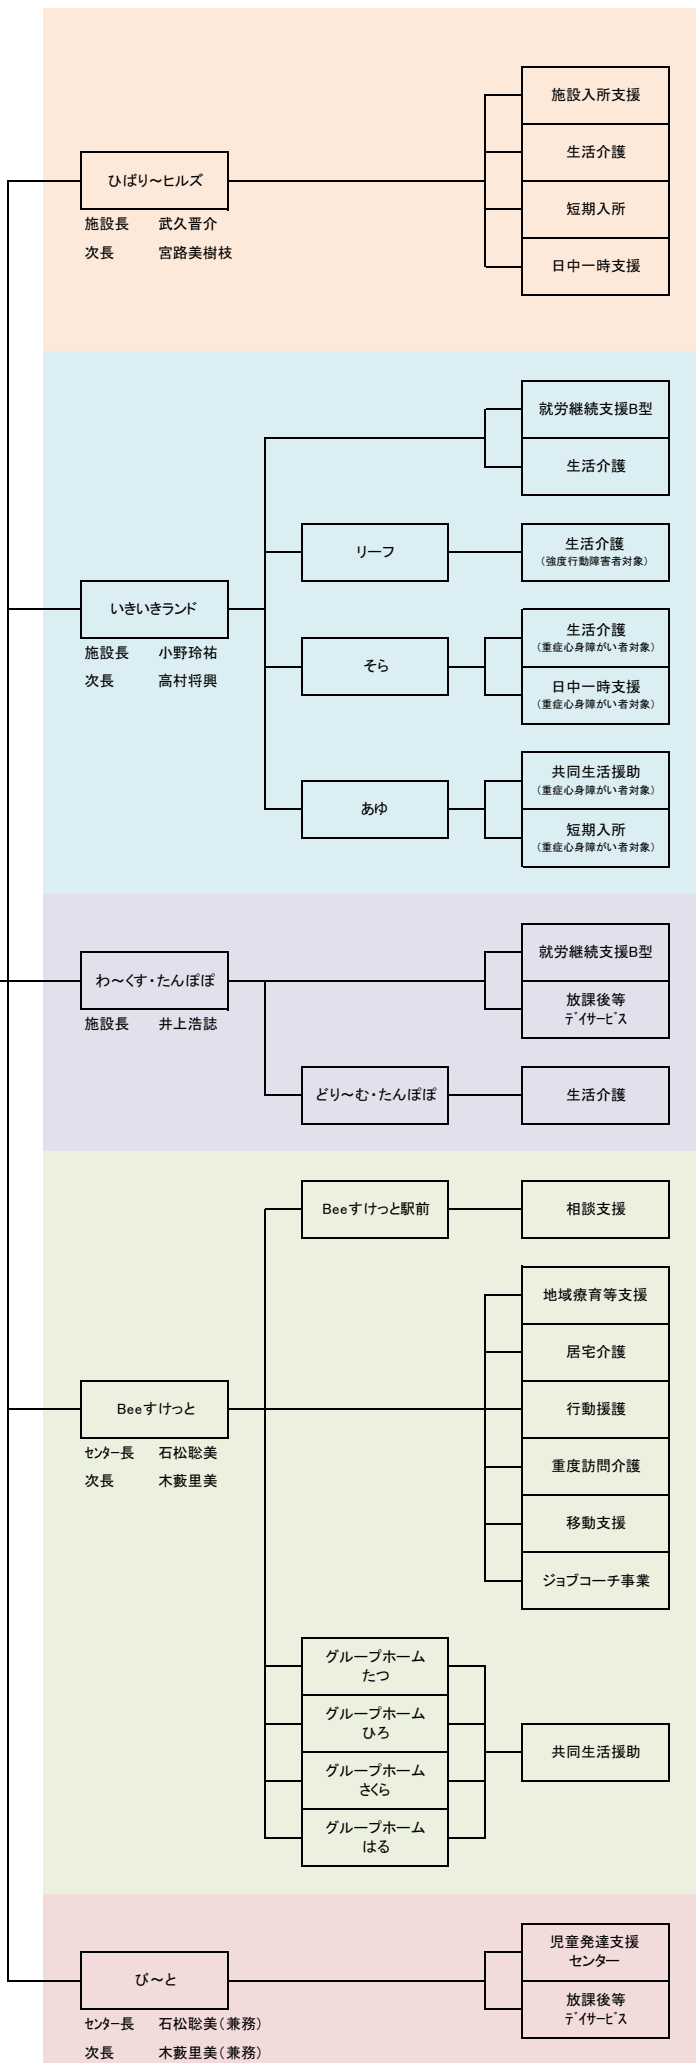 施設入所支援
生活介護
ひばり～ヒルズ
短期入所
施設長 武久晋介
次長 宮路美樹枝
日中一時支援
就労継続支援B型
生活介護
リーフ
生活介護
(強度行動障害者対象)
いきいきランド
施設長 小野玲祐
次長 高村将興
そら
生活介護
(重症心身障がい者対象)
日中一時支援
(重症心身障がい者対象)
あゆ
共同生活援助
(重症心身障がい者対象)
短期入所
(重症心身障がい者対象)
わ～くす・たんぽぽ
施設長 井上浩誌
就労継続支援B型
放課後等
ﾃﾞｲｻｰﾋﾞｽ
どり～む・たんぽぽ
生活介護
Beeすけっと駅前
相談支援
地域療育等支援
居宅介護
Beeすけっと
行動援護
センター長 石松聡美
次長 木藪里美
重度訪問介護
移動支援
ジョブコーチ事業
グループホーム
たつ
グループホーム
ひろ
グループホーム
さくら
グループホーム
はる
共同生活援助
び～と
センター長 石松聡美(兼務)
次長 木藪里美(兼務)
児童発達支援
センター
放課後等
ﾃﾞｲｻｰﾋﾞｽ